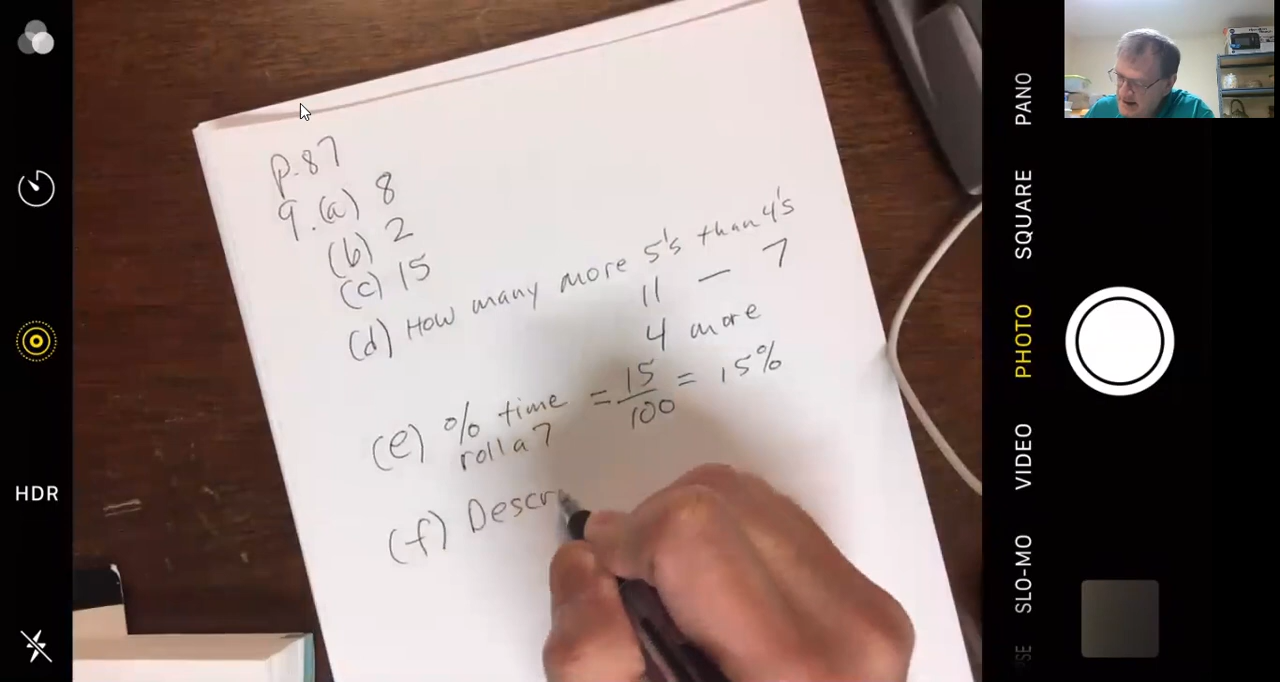 p.87
9.(a) 8
(b) 2
(c) 15
(d) How many more 5's than 4's
11 – 7
4 more
(e) % time = 15/100 = 15%
roll a 7
(f) Descr
HDR
PANO
SQUARE
PHOTO
VIDEO
SLO-MO
SE